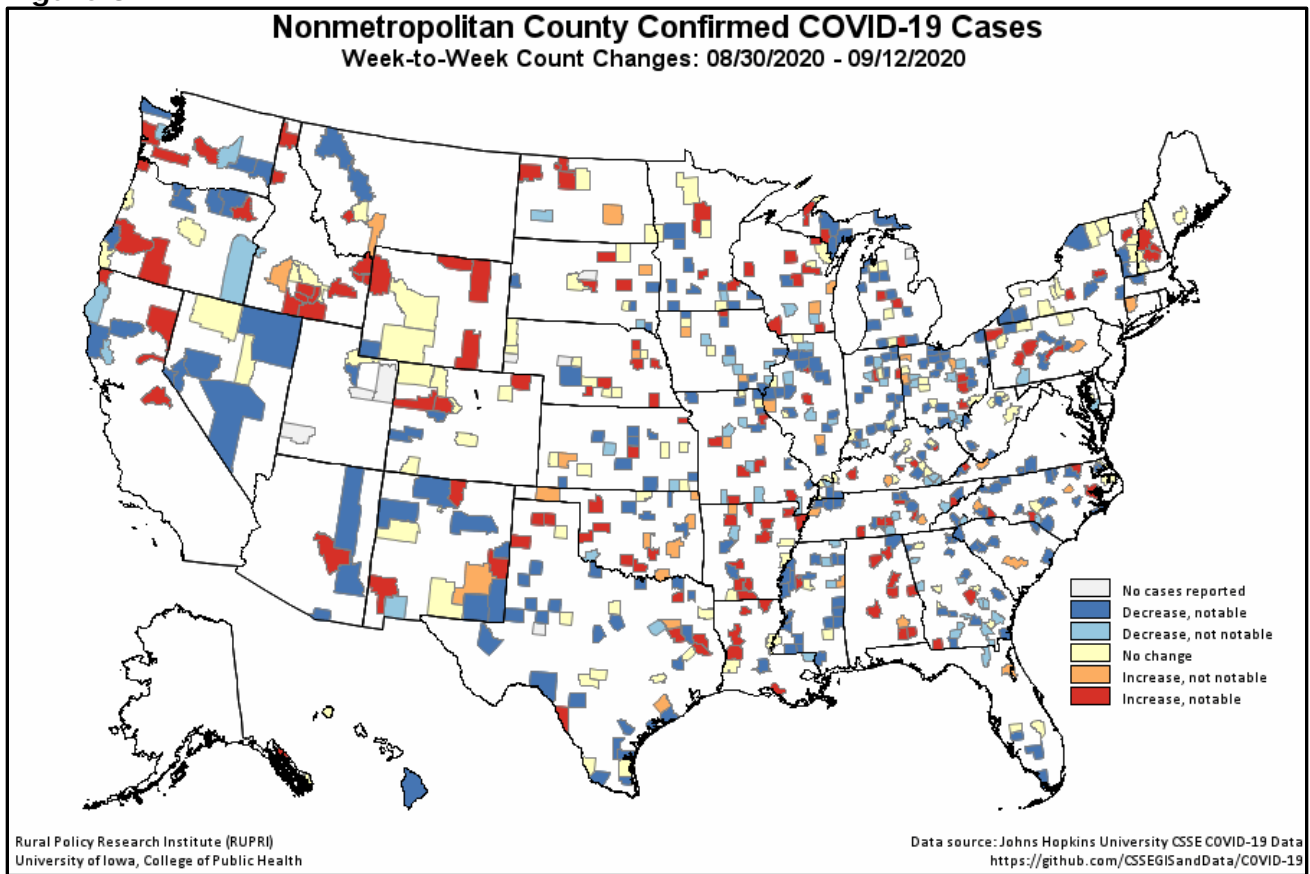 Nonmetropolitan County Confirmed COVID-19 Cases
Week-to-Week Count Changes: 08/30/2020 - 09/12/2020
No cases reported
Decrease, notable
Decrease, not notable
No change
Increase, not notable
Increase, notable
Rural Policy Research Institute (RUPRI)
University of Iowa, College of Public Health
Data source: Johns Hopkins University CSSE COVID-19 Data
https://github.com/CSSEGISandData/COVID-19